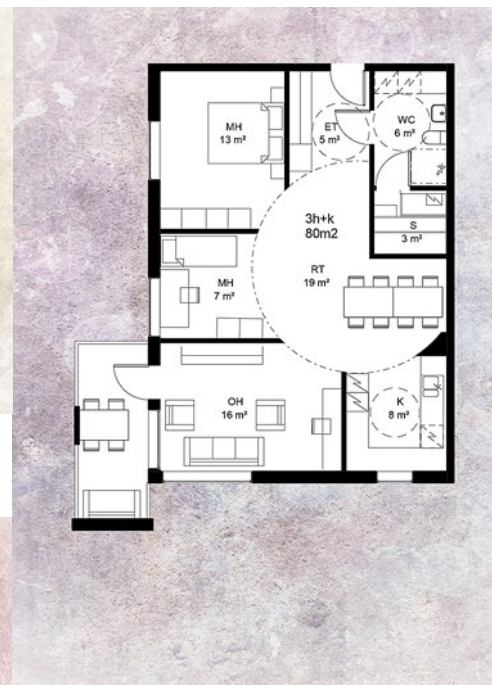 MH
13 m²
ET
5 m²
WC
6 m²
3h+k
80m2
S
3 m²
RT
19 m²
MH
7 m²
OH
16 m²
K
8 m²